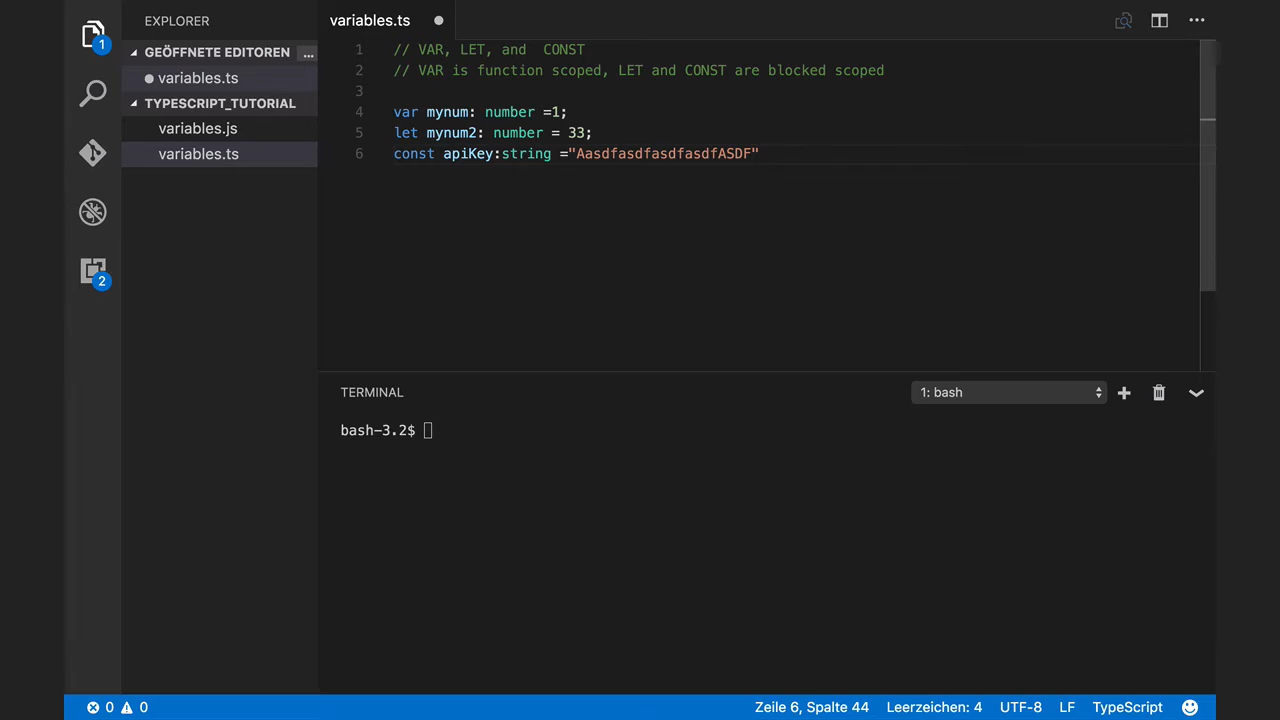 EXPLORER
variables.ts
1
GEÖFFNETE EDITOREN
...
variables.ts
TYPESCRIPT_TUTORIAL
variables.js
variables.ts
2
1 // VAR, LET, and  CONST
2 // VAR is function scoped, LET and CONST are blocked scoped
3
4 var mynum: number =1;
5 let mynum2: number = 33;
6 const apiKey:string ="AasdfasdfasdfasdfASDF"
TERMINAL
1: bash
bash-3.2$
0 0
Zeile 6, Spalte 44
Leerzeichen: 4
UTF-8
LF
TypeScript